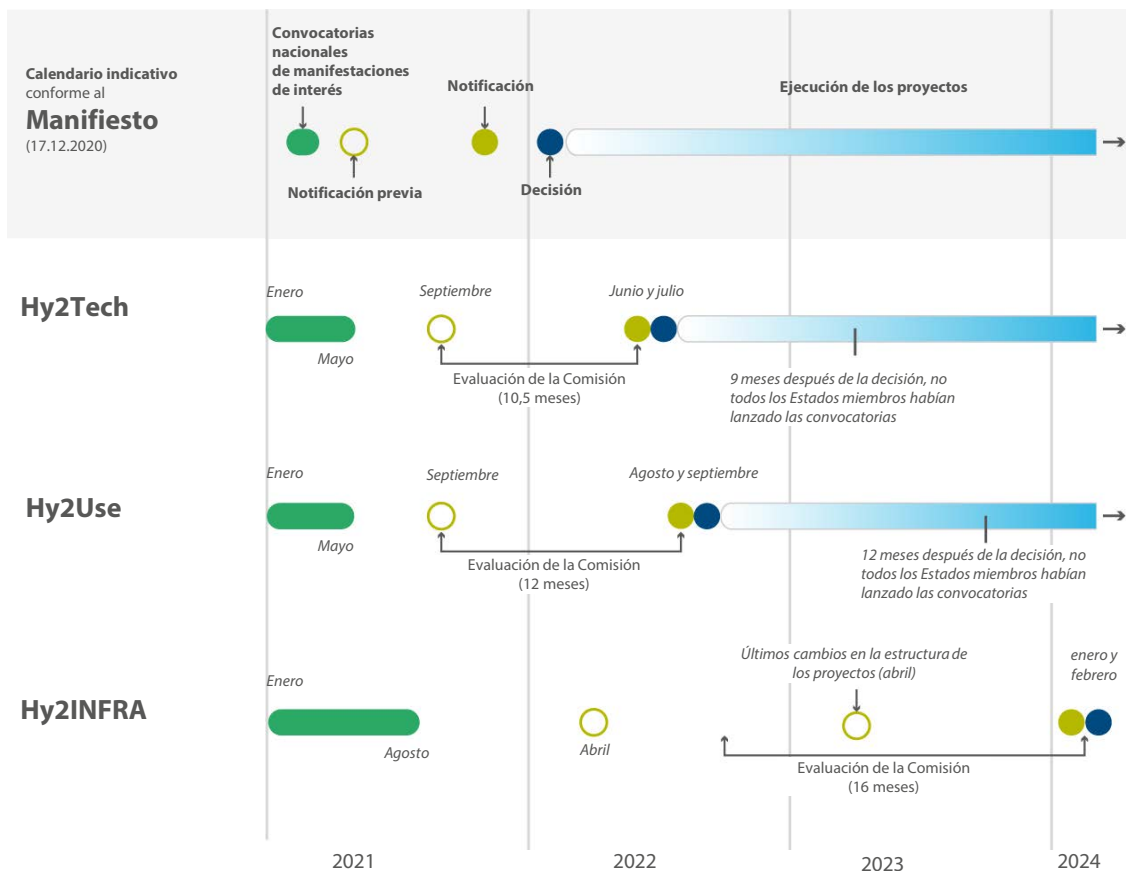 Calendario indicativo
conforme al
Manifiesto
(17.12.2020)
Convocatorias
nacionales
de manifestaciones
de interés
Notificación
Ejecución de los proyectos
Notificación previa
Decisión
Hy2Tech
Enero
Mayo
Septiembre
Junio y julio
Evaluación de la Comisión
(10,5 meses)
9 meses después de la decisión, no
todos los Estados miembros habían
lanzado las convocatorias
Hy2Use
Enero
Mayo
Septiembre
Agosto y septiembre
Evaluación de la Comisión
(12 meses)
12 meses después de la decisión, no
todos los Estados miembros habían
lanzado las convocatorias
Hy2INFRA
Enero
Agosto
Abril
Últimos cambios en la estructura de
los proyectos (abril)
enero y
febrero
Evaluación de la Comisión
(16 meses)
2021
2022
2023
2024